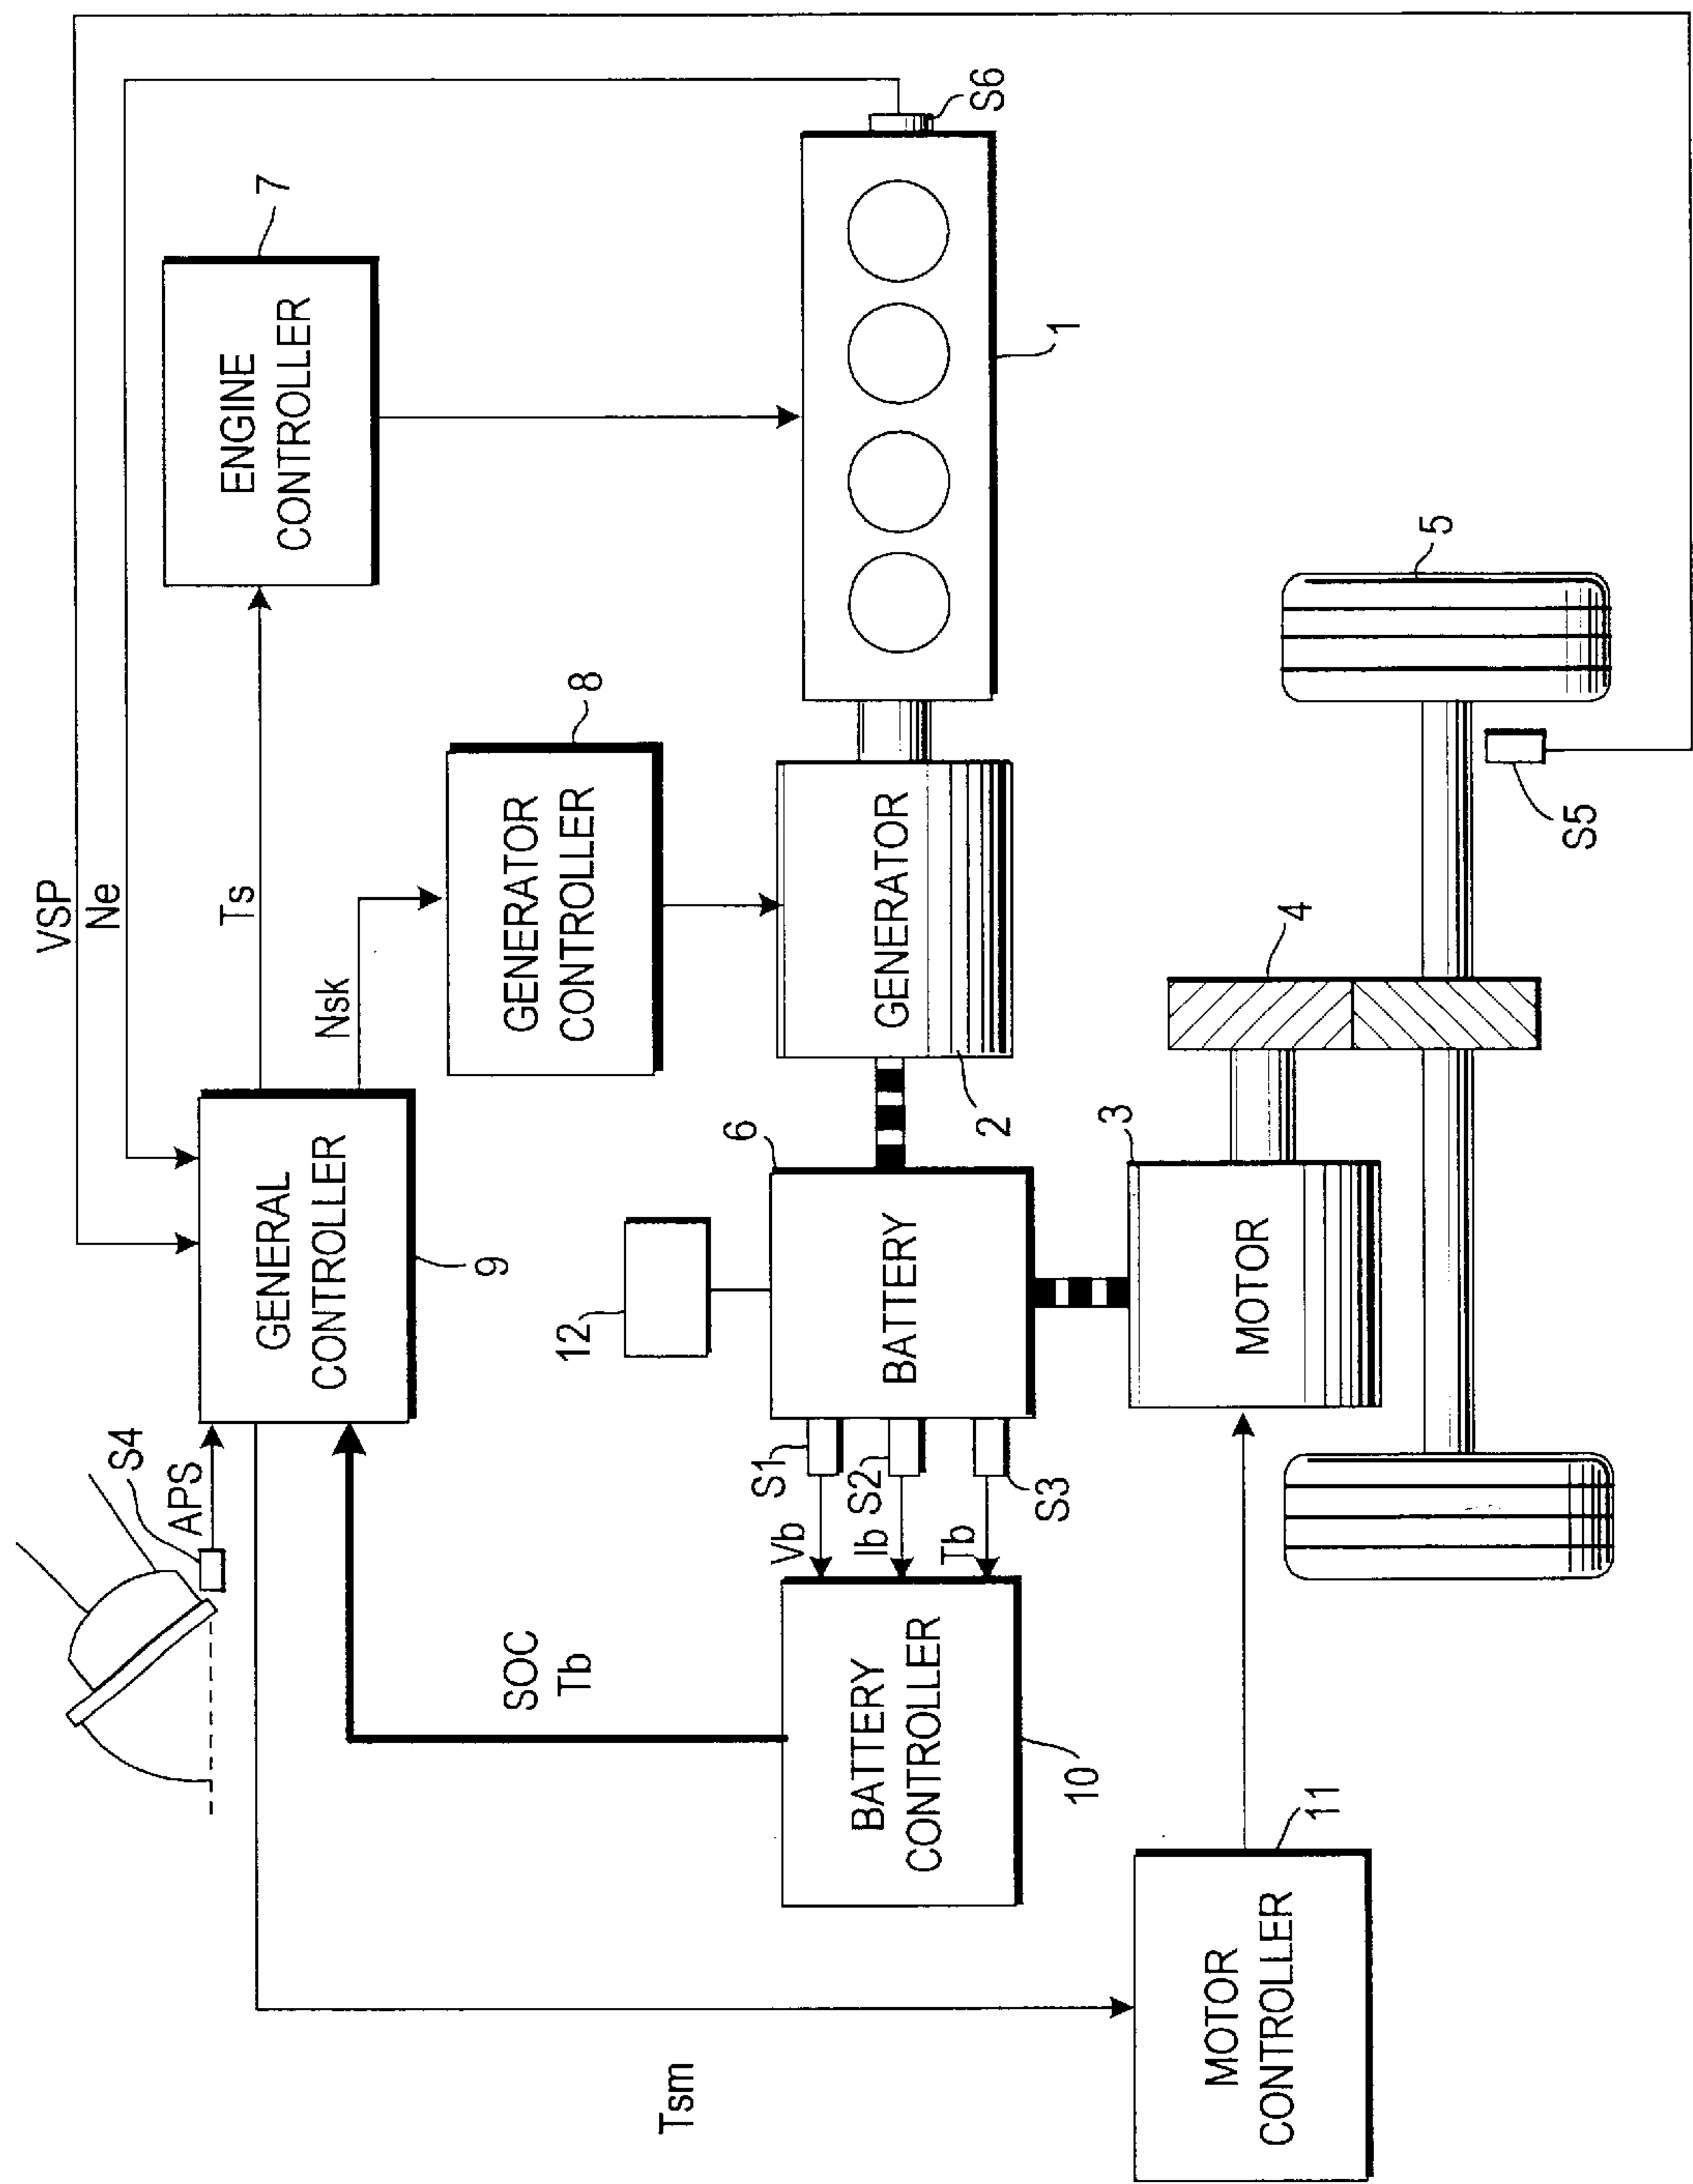 VSP
Ne
S6
7
ENGINE
CONTROLLER
1
Ts
Nsk
8
GENERATOR
CONTROLLER
GENERATOR
2
5
S5
4
GENERAL
CONTROLLER
9
S4
APS
12
6
BATTERY
3
MOTOR
S1
S2
S3
Vb
Ib
Tb
SOC
Tb
BATTERY
CONTROLLER
10
11
MOTOR
CONTROLLER
Tsm